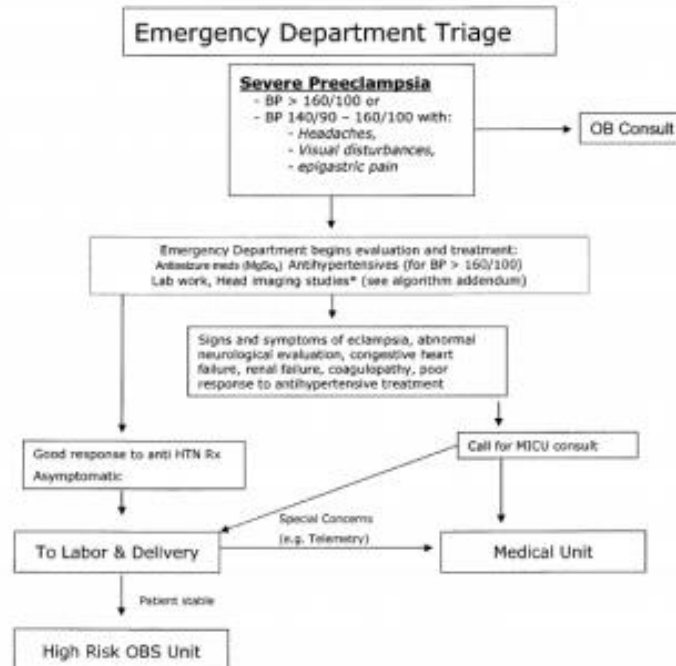 Emergency Department Triage
Severe Preeclampsia
- BP > 160/100 or
- BP 140/90 – 160/100 with:
- Headaches,
- Visual disturbances,
- epigastric pain
OB Consult
Emergency Department begins evaluation and treatment:
Antiseizure meds (MgSo₄) Antihypertensives (for BP > 160/100)
Lab work, Head imaging studies* (see algorithm addendum)
Signs and symptoms of eclampsia, abnormal
neurological evaluation, congestive heart
failure, renal failure, coagulopathy, poor
response to antihypertensive treatment
Good response to anti HTN Rx
Asymptomatic
Call for MICU consult
Special Concerns
(e.g. Telemetry)
To Labor & Delivery
Medical Unit
Patient stable
High Risk OBS Unit